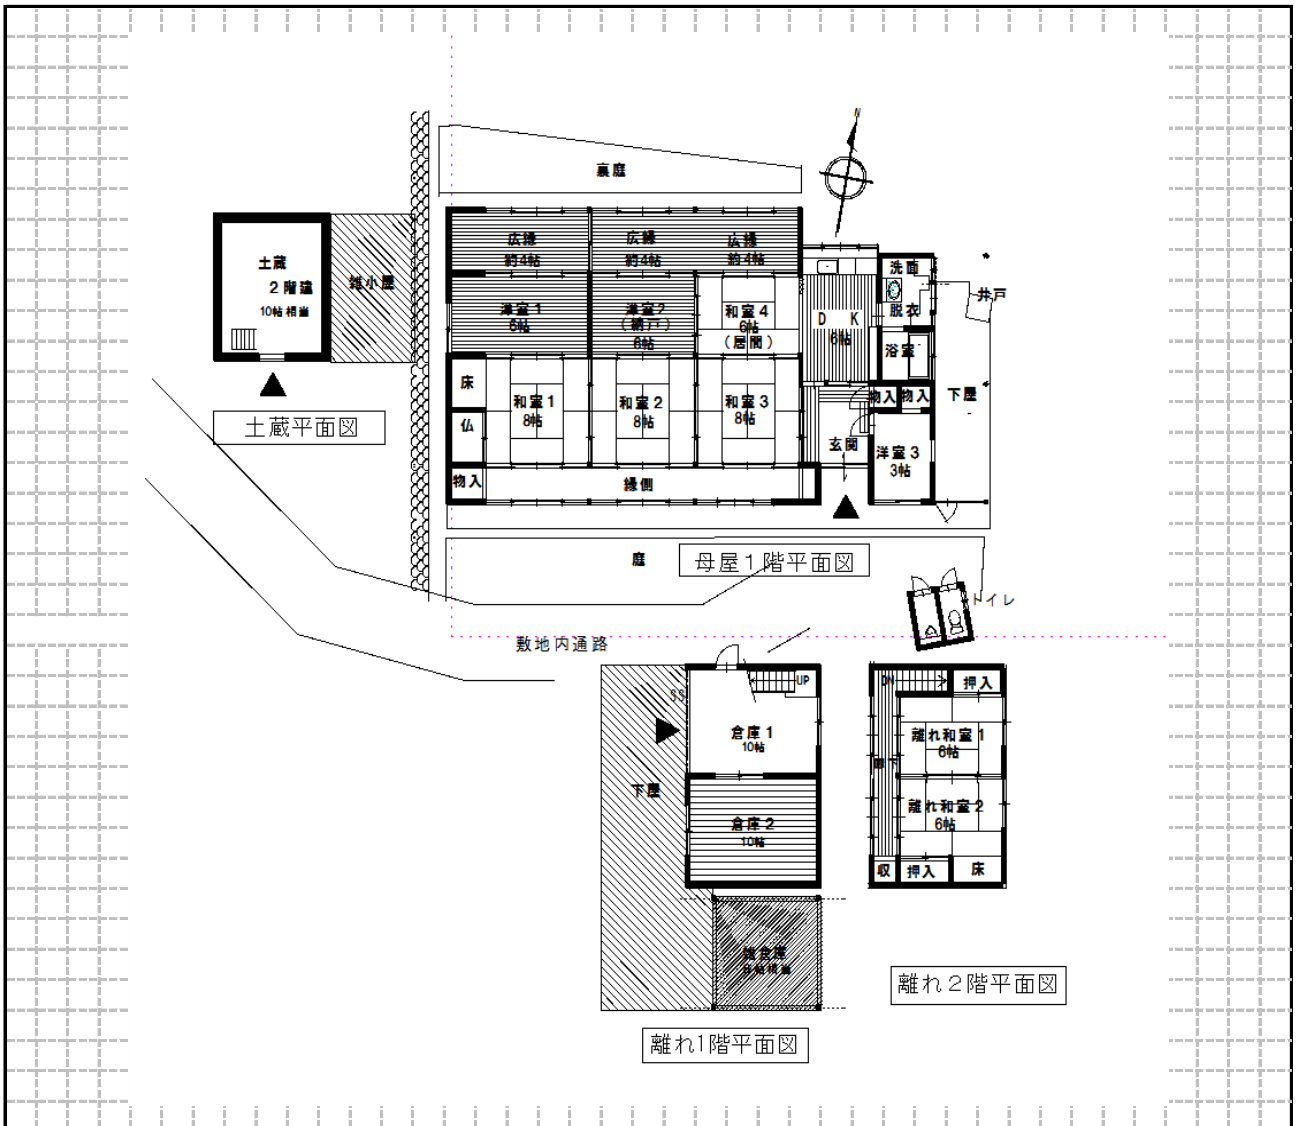 N
裏庭
広縁
約4帖
広縁
約4帖
広縁
約4帖
洗面
脱衣
井戸
土蔵
2階建
10帖相当
雑小屋
洋室1
6帖
洋室2
(納戸)
6帖
和室4
6帖
(居間)
D K
6帖
浴室
床
仏
和室1
8帖
和室2
8帖
和室3
8帖
物入
物入
下屋
玄関
洋室3
3帖
土蔵平面図
物入
縁側
庭
母屋1階平面図
トイレ
敷地内通路
SS
UP
倉庫1
10帖
下屋
倉庫2
10帖
DN
押入
離れ和室1
6帖
廊下
離れ和室2
6帖
収
押入
床
雑倉庫
離れ2階平面図
離れ1階平面図